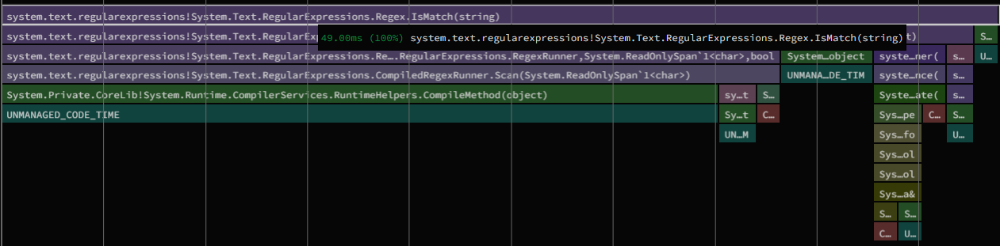 system.text.regularexpressions!System.Text.RegularExpressions.Regex.IsMatch(string)
system.text.regularexpressions!System.Text.RegularExpressions.Reg t) S…
49.00ms (100%) system.text.regularexpressions!System.Text.RegularExpressions.Regex.IsMatch(string)
system.text.regularexpressions!System.Text.RegularExpressions.Re….RegularExpressions.RegexRunner,System.ReadOnlySpan`1<char>,bool System…object syste…ner( s… U…
system.text.regularexpressions!System.Text.RegularExpressions.CompiledRegexRunner.Scan(System.ReadOnlySpan`1<char>) UNMANA…DE_TIM syste…nce( s…
System.Private.CoreLib!System.Runtime.CompilerServices.RuntimeHelpers.CompileMethod(object) sy…t S… Syste…ate( s…
UNMANAGED_CODE_TIME Sy…t C… Sys…pe C… S…
UN…M Sys…fo U…
Sys…ol
Sys…ol
Sys…a&
S… S…
C… U…